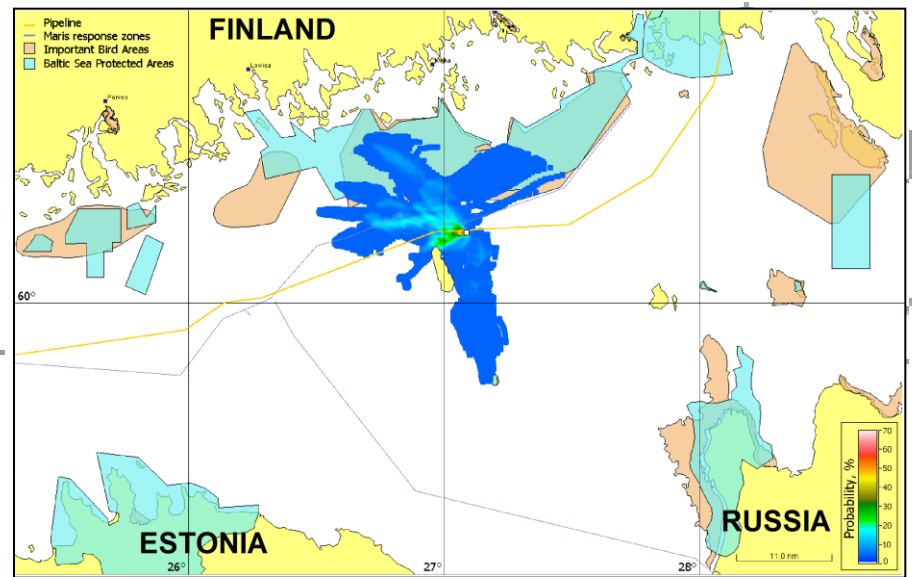 FINLAND
Pipeline
Maris response zones
Important Bird Areas
Baltic Sea Protected Areas
Loviisa
Porvoo
60°
70
60
50
40
30
20
10
0
Probability, %
11.0 nm
RUSSIA
ESTONIA
26°
27°
28°